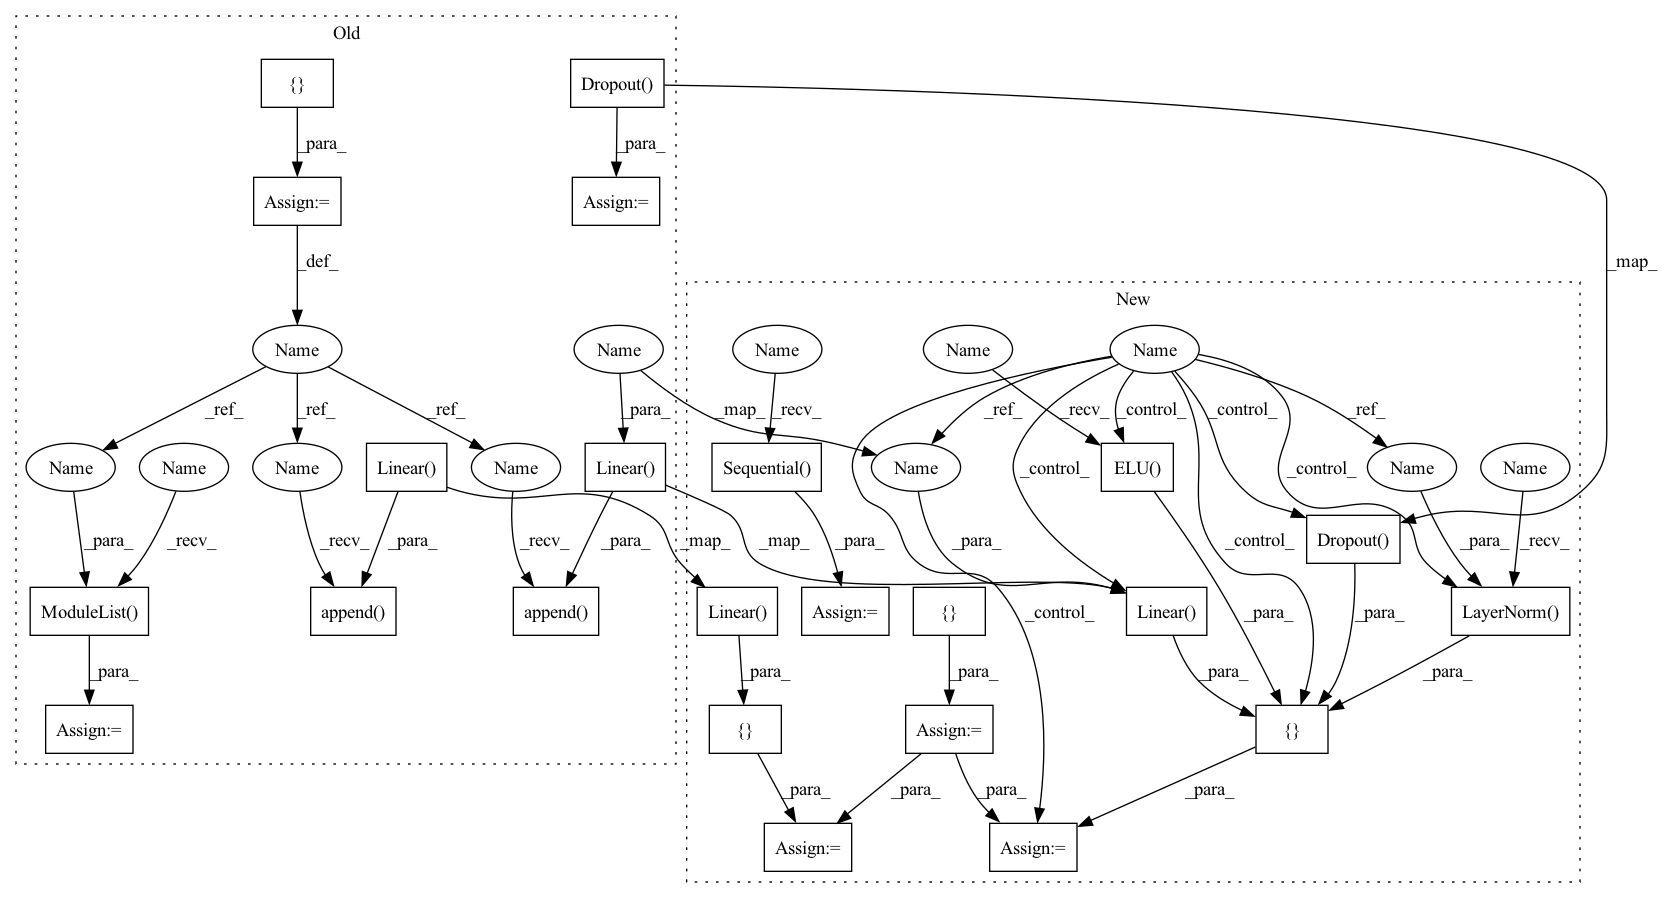 Old
{}
Dropout()
_para_
_para_
Assign:=
Assign:=
_def_
_map_
New
Name
Name
Name
Name
Name
_ref_
_ref_
_ref_
_para_
_map_
_recv_
_ref_
_recv_
_control_
_control_
_ref_
Name
Name
Name
Linear()
Name
Linear()
Sequential()
Name
ELU()
_control_
_control_
Name
Name
_para_
_recv_
_recv_
_para_
_recv_
_para_
_map_
_map_
_para_
_para_
_control_
Dropout()
_para_
_recv_
ModuleList()
append()
append()
Linear()
Assign:=
{}
_control_
Linear()
_para_
_para_
LayerNorm()
_para_
_para_
_para_
_para_
_para_
Assign:=
{}
Assign:=
{}
_para_
_para_
_para_
_para_
Assign:=
Assign:=